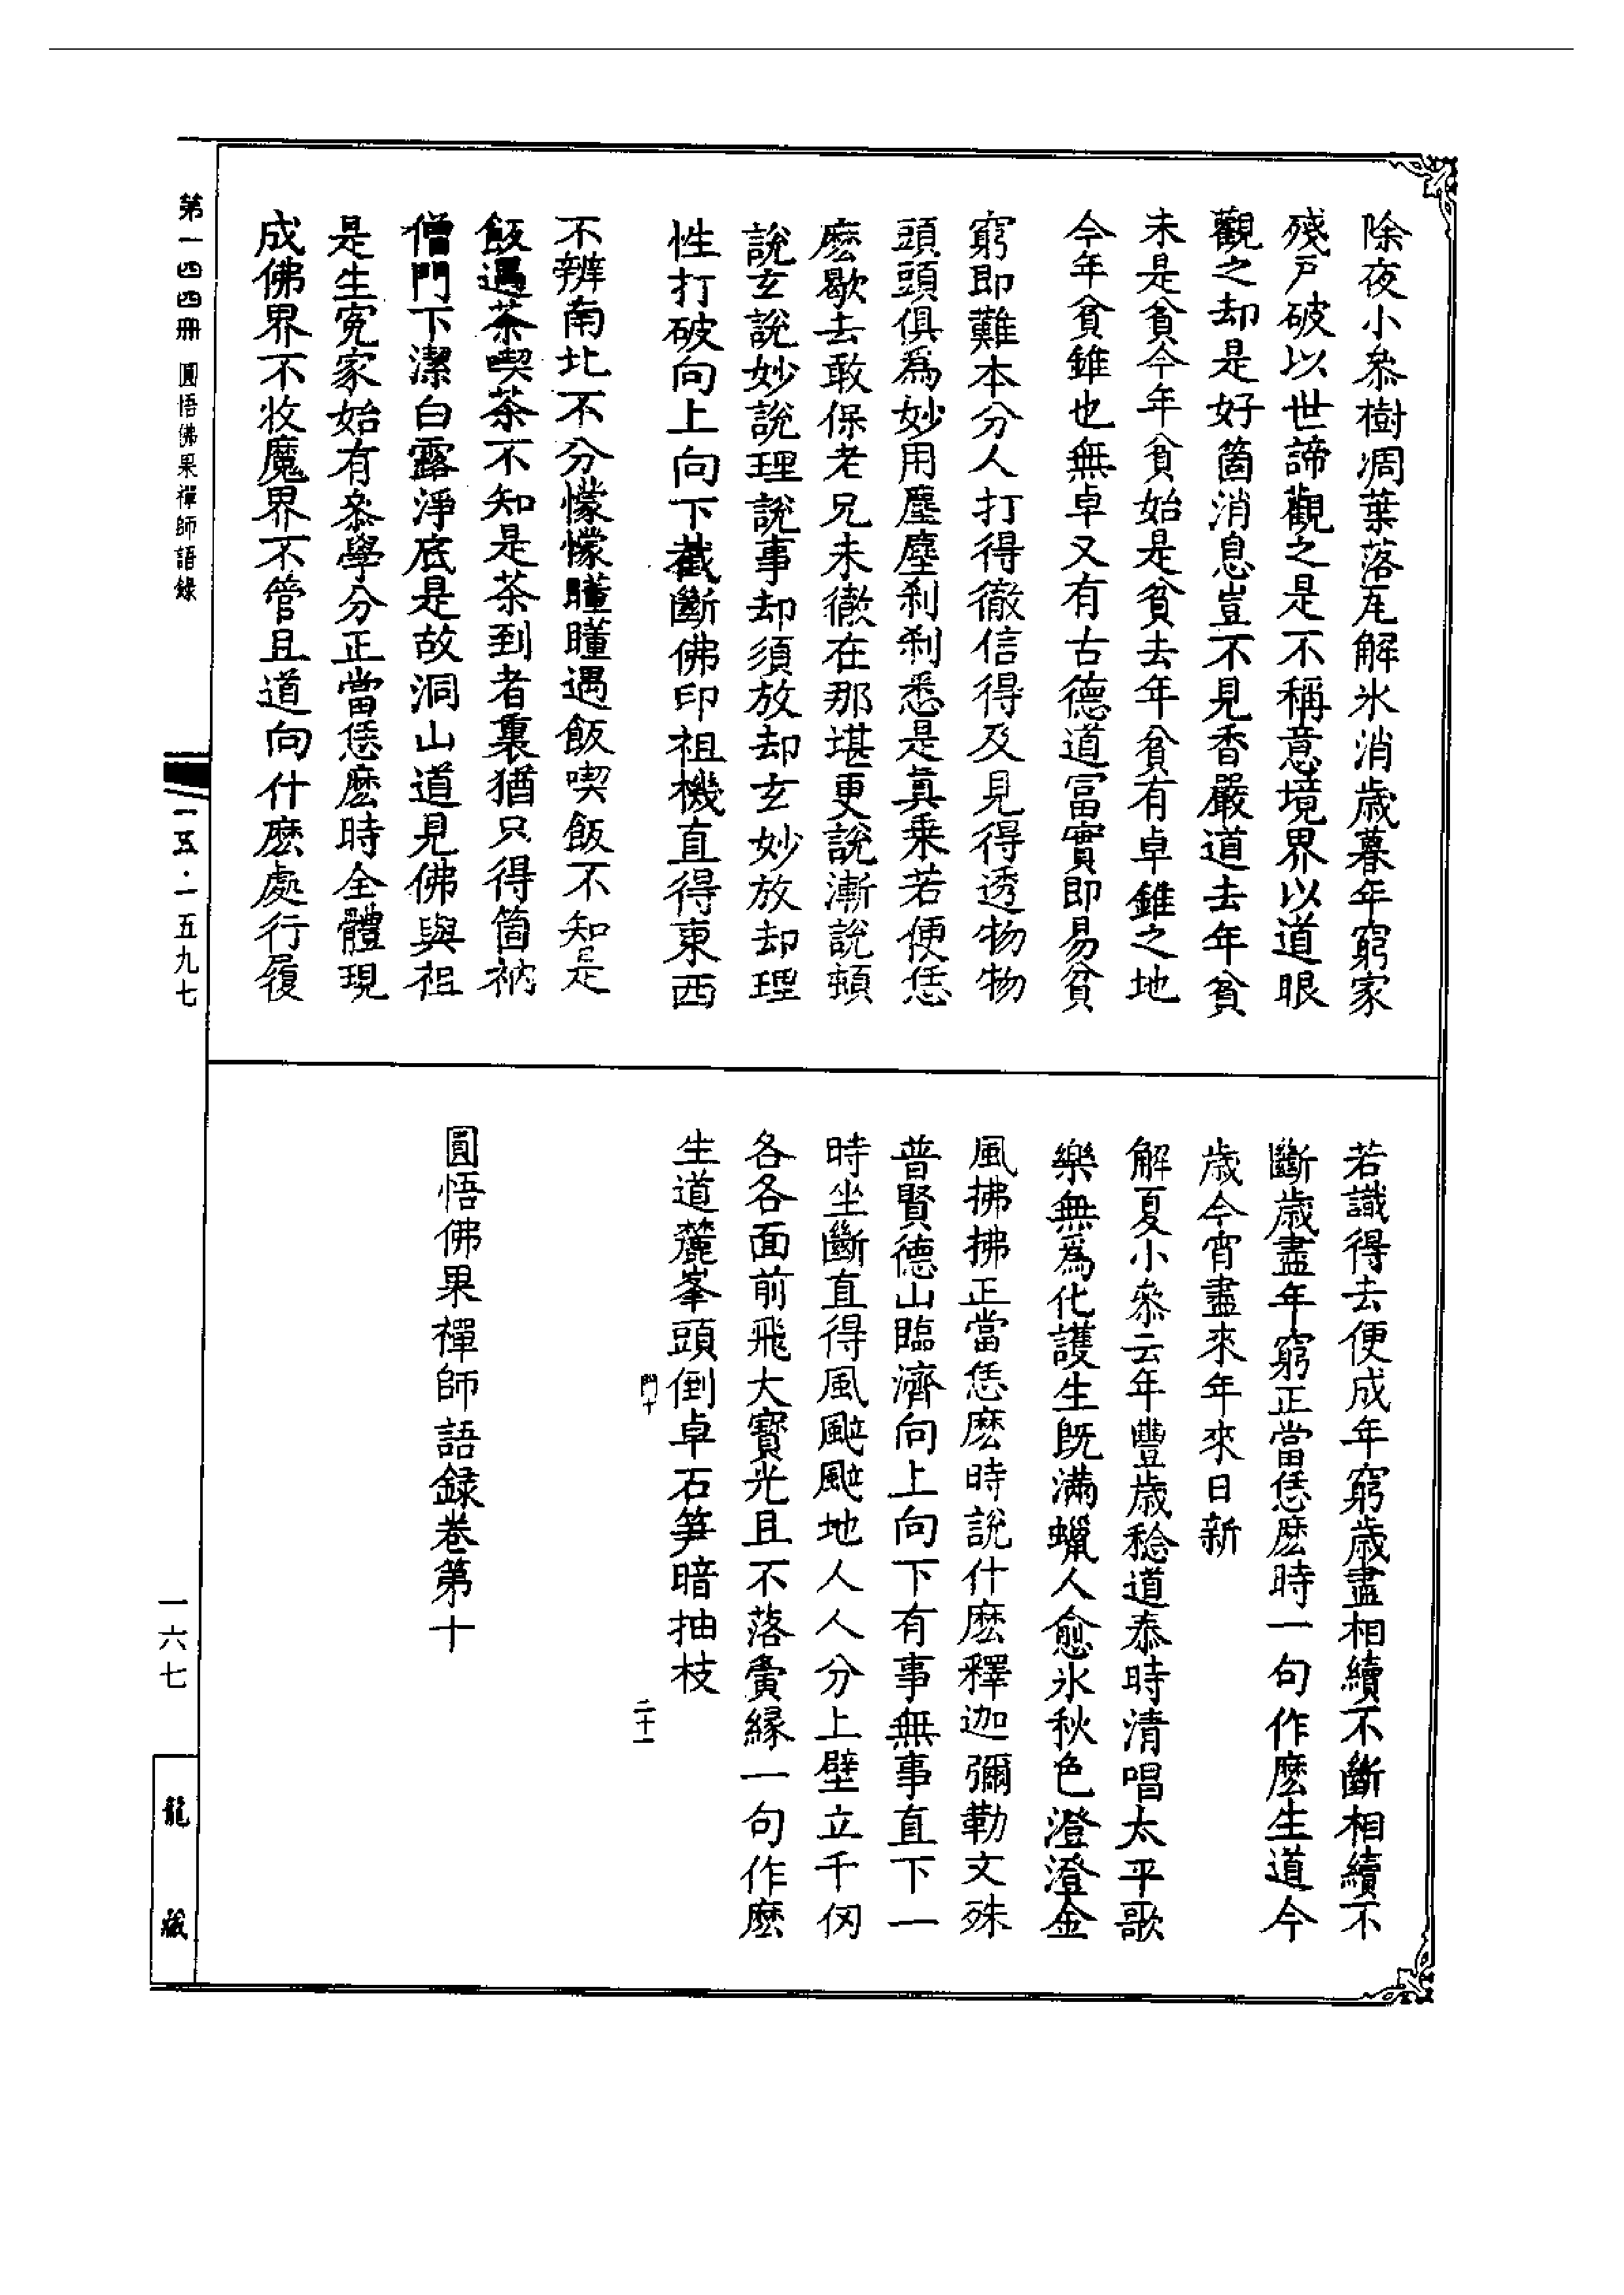 除夜小叅樹凋葉落瓦解氷消歲暮年窮家
殘戸破以世諦觀之是不稱意境界以道眼
觀之却是好箇消息豈不見香嚴道去年貧
未是貧今年貧始是貧去年貧有卓錐之地
今年貧錐也無卓又有古德道冨實即易貧
窮即難本分人打得徹信得及見得透物物
頭頭俱為妙用塵塵刹刹悉是真乗若便恁
麽歇去敢保老兄未徹在那堪更說漸說頓
說玄說妙說理說事却須放却玄妙放却理
性打破向上向下截斷佛印祖機直得東西
不辨南北不分懞懞瞳瞳遇飯喫飯不知是
飯遇茶喫茶不知是茶到者裏猶只得箇衲
僧門下潔白露淨底是故洞山道見佛與祖
是生寃家始有叅學分正當恁麽時全體現
成佛界不收魔界不管且道向什麽處行履
若識得去便成年窮歲盡相續不斷相續不
斷歲盡年窮正當恁麽時一句作麽生道今
歲今宵盡來年來日新
解夏小叅云年豐歲稔道泰時清唱太平歌
樂無為化護生既滿蠟人愈氷秋色澄澄金
風拂拂正當恁麽時說什麽釋迦彌勒文殊
普賢德山臨濟向上向下有事無事直下一
時坐斷直得風颭颭地人人分上壁立千仞
各各面前飛大寶光且不落夤緣一句作麽
生道麓峯頭倒卓石笋暗抽枝
圓悟佛果禪師語録卷第十
第一四四冊 圓悟佛果禪師語錄
一五·一五九七
一六七
龍藏
二十一